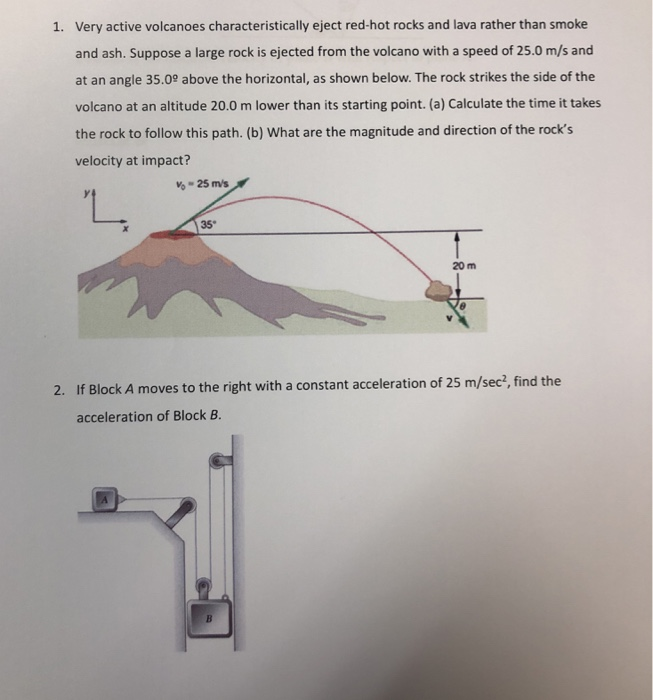 1. Very active volcanoes characteristically eject red-hot rocks and lava rather than smoke
and ash. Suppose a large rock is ejected from the volcano with a speed of 25.0 m/s and
at an angle 35.0º above the horizontal, as shown below. The rock strikes the side of the
volcano at an altitude 20.0 m lower than its starting point. (a) Calculate the time it takes
the rock to follow this path. (b) What are the magnitude and direction of the rock's
velocity at impact?
v₀ = 25 m/s
y
35°
x
20 m
θ
v
2. If Block A moves to the right with a constant acceleration of 25 m/sec², find the
acceleration of Block B.
A
B